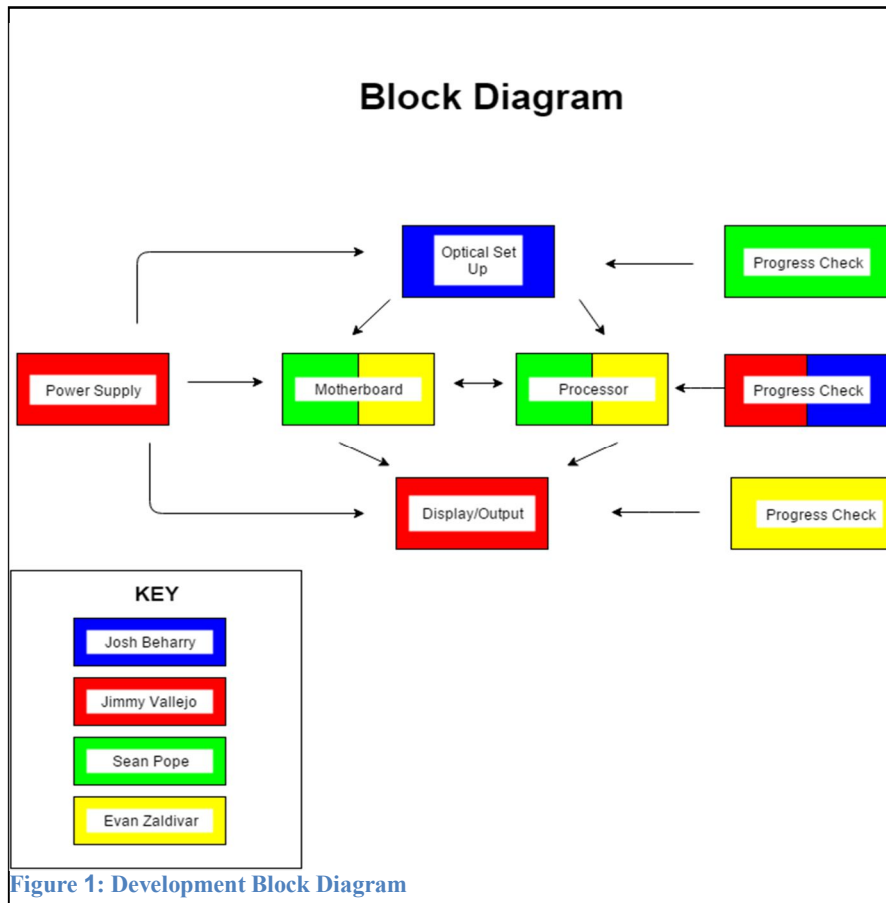 Block Diagram
Optical Set
Up
Progress Check
Power Supply
Motherboard
Processor
Progress Check
Display/Output
Progress Check
KEY
Josh Beharry
Jimmy Vallejo
Sean Pope
Evan Zaldivar
Figure 1: Development Block Diagram